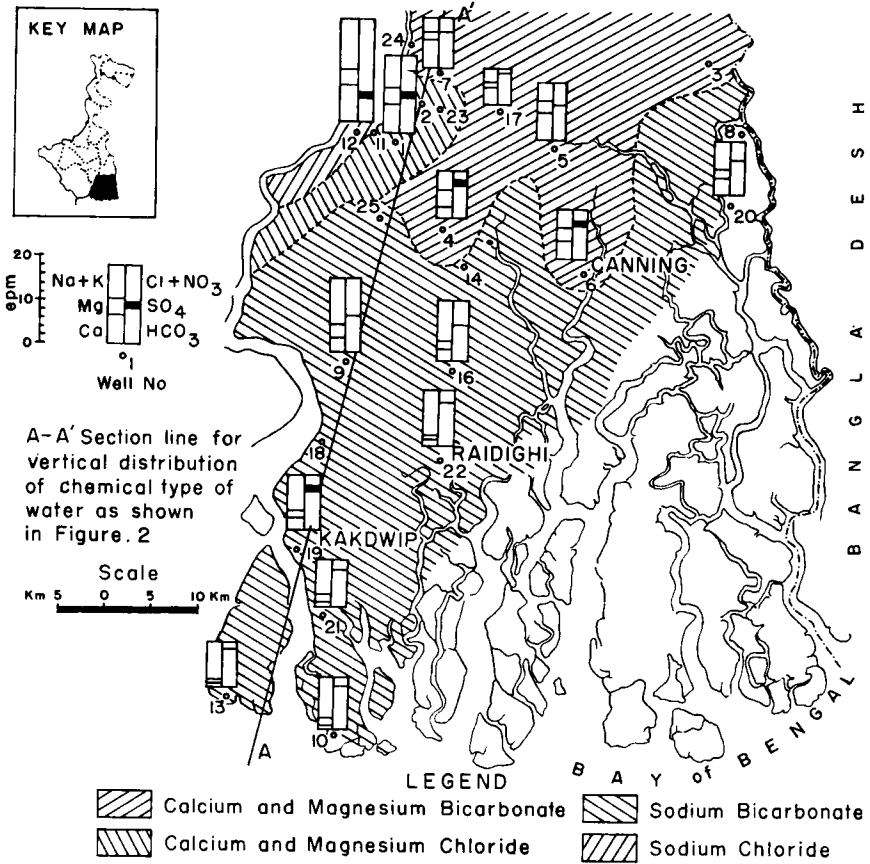 KEY MAP
A'
24
7
3
2
23
17
12
11
1
5
8
20
25
4
14
CANNING
6
20
10
0
epm
Na+K
Mg
Ca
Cl+NO3
SO4
HCO3
1
Well No
9
16
A-A' Section line for
vertical distribution
of chemical type of
water as shown
in Figure. 2
18
RAIDIGHI
22
KAKDWIP
19
Scale
Km 5 0 5 10 Km
21
13
10
A
BANGLA DESH
BAY of BENGAL
LEGEND
Calcium and Magnesium Bicarbonate
Sodium Bicarbonate
Calcium and Magnesium Chloride
Sodium Chloride